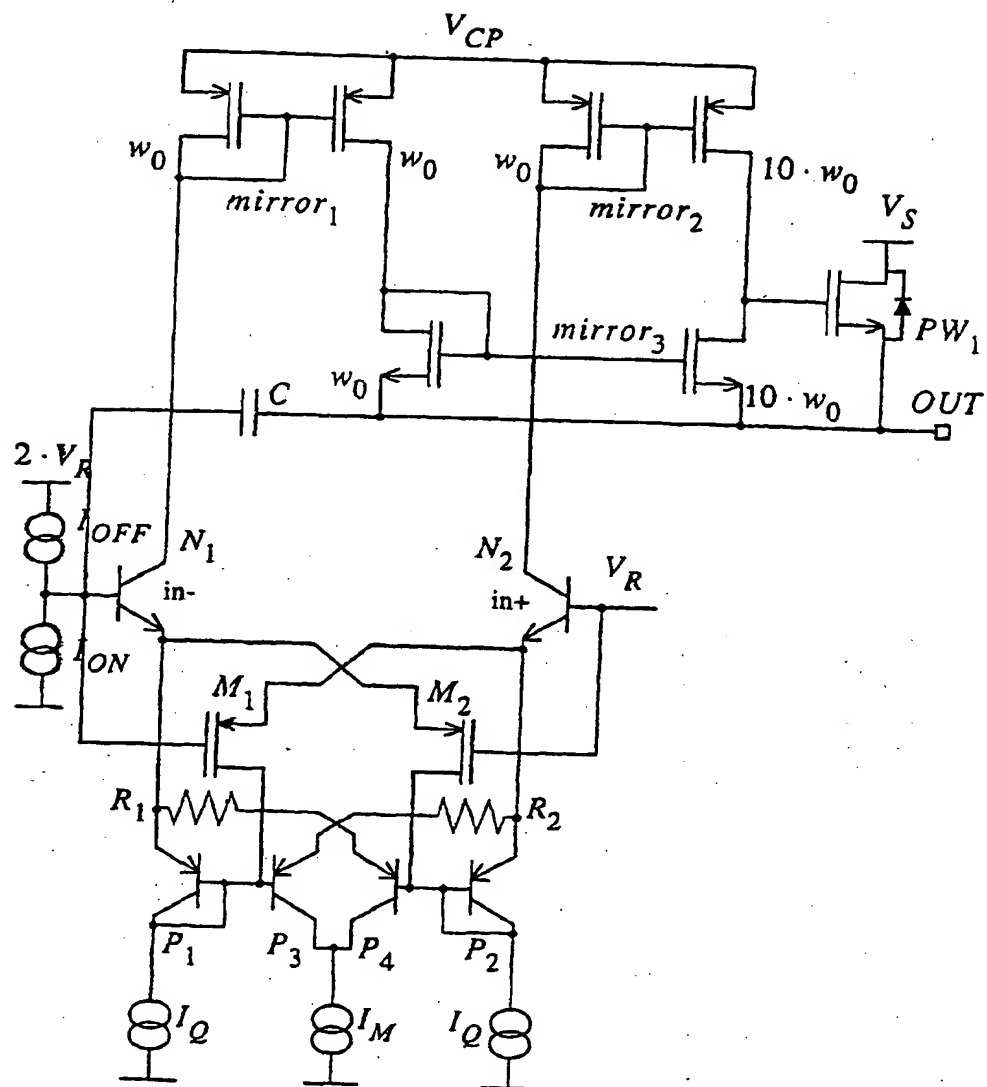 V_CP
w_0 w_0 w_0 10 · w_0
mirror_1 mirror_2
V_S
mirror_3 PW_1
w_0 10 · w_0 OUT
C
2 · V_R
I_OFF N_1 N_2 V_R
in- in+
I_ON
M_1 M_2
R_1 R_2
P_1 P_3 P_4 P_2
I_Q I_M I_Q